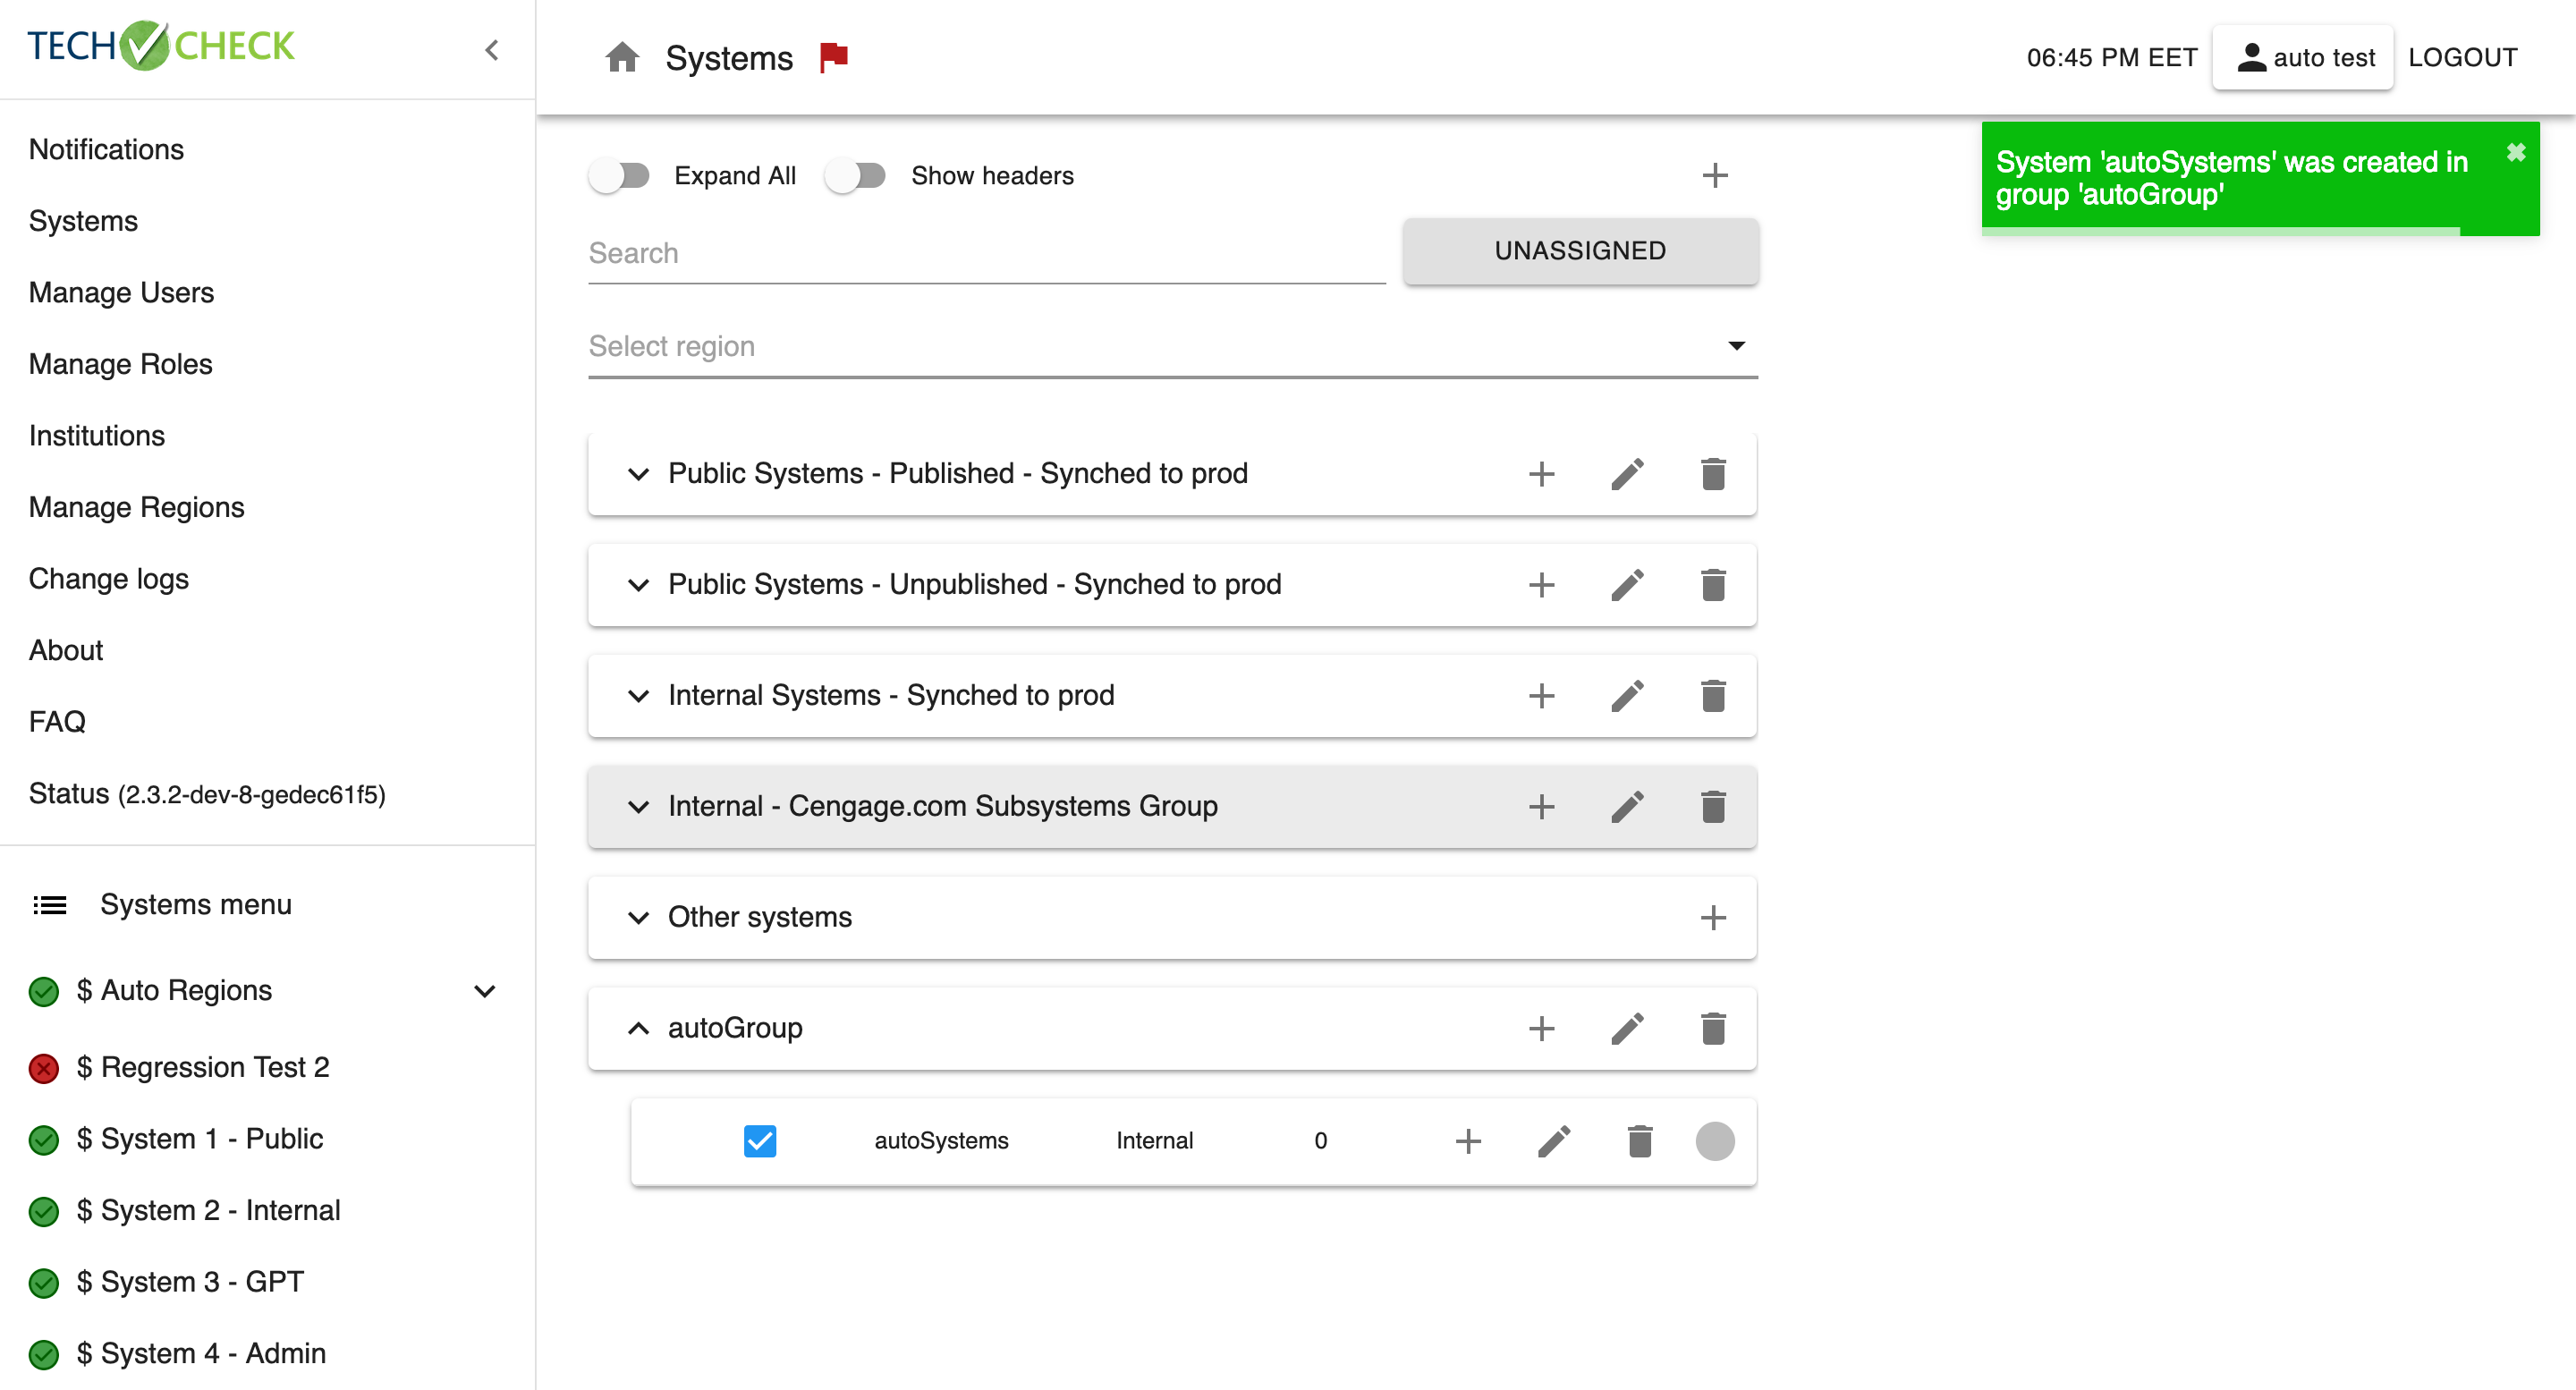 TECH CHECK
Notifications
Systems
Manage Users
Manage Roles
Institutions
Manage Regions
Change logs
About
FAQ
Status (2.3.2-dev-8-gedec61f5)
Systems menu
$ Auto Regions
$ Regression Test 2
$ System 1 - Public
$ System 2 - Internal
$ System 3 - GPT
$ System 4 - Admin
Systems
06:45 PM EET
auto test
LOGOUT
System 'autoSystems' was created in
group 'autoGroup'
Expand All
Show headers
Search
UNASSIGNED
Select region
Public Systems - Published - Synched to prod
Public Systems - Unpublished - Synched to prod
Internal Systems - Synched to prod
Internal - Cengage.com Subsystems Group
Other systems
autoGroup
autoSystems Internal 0